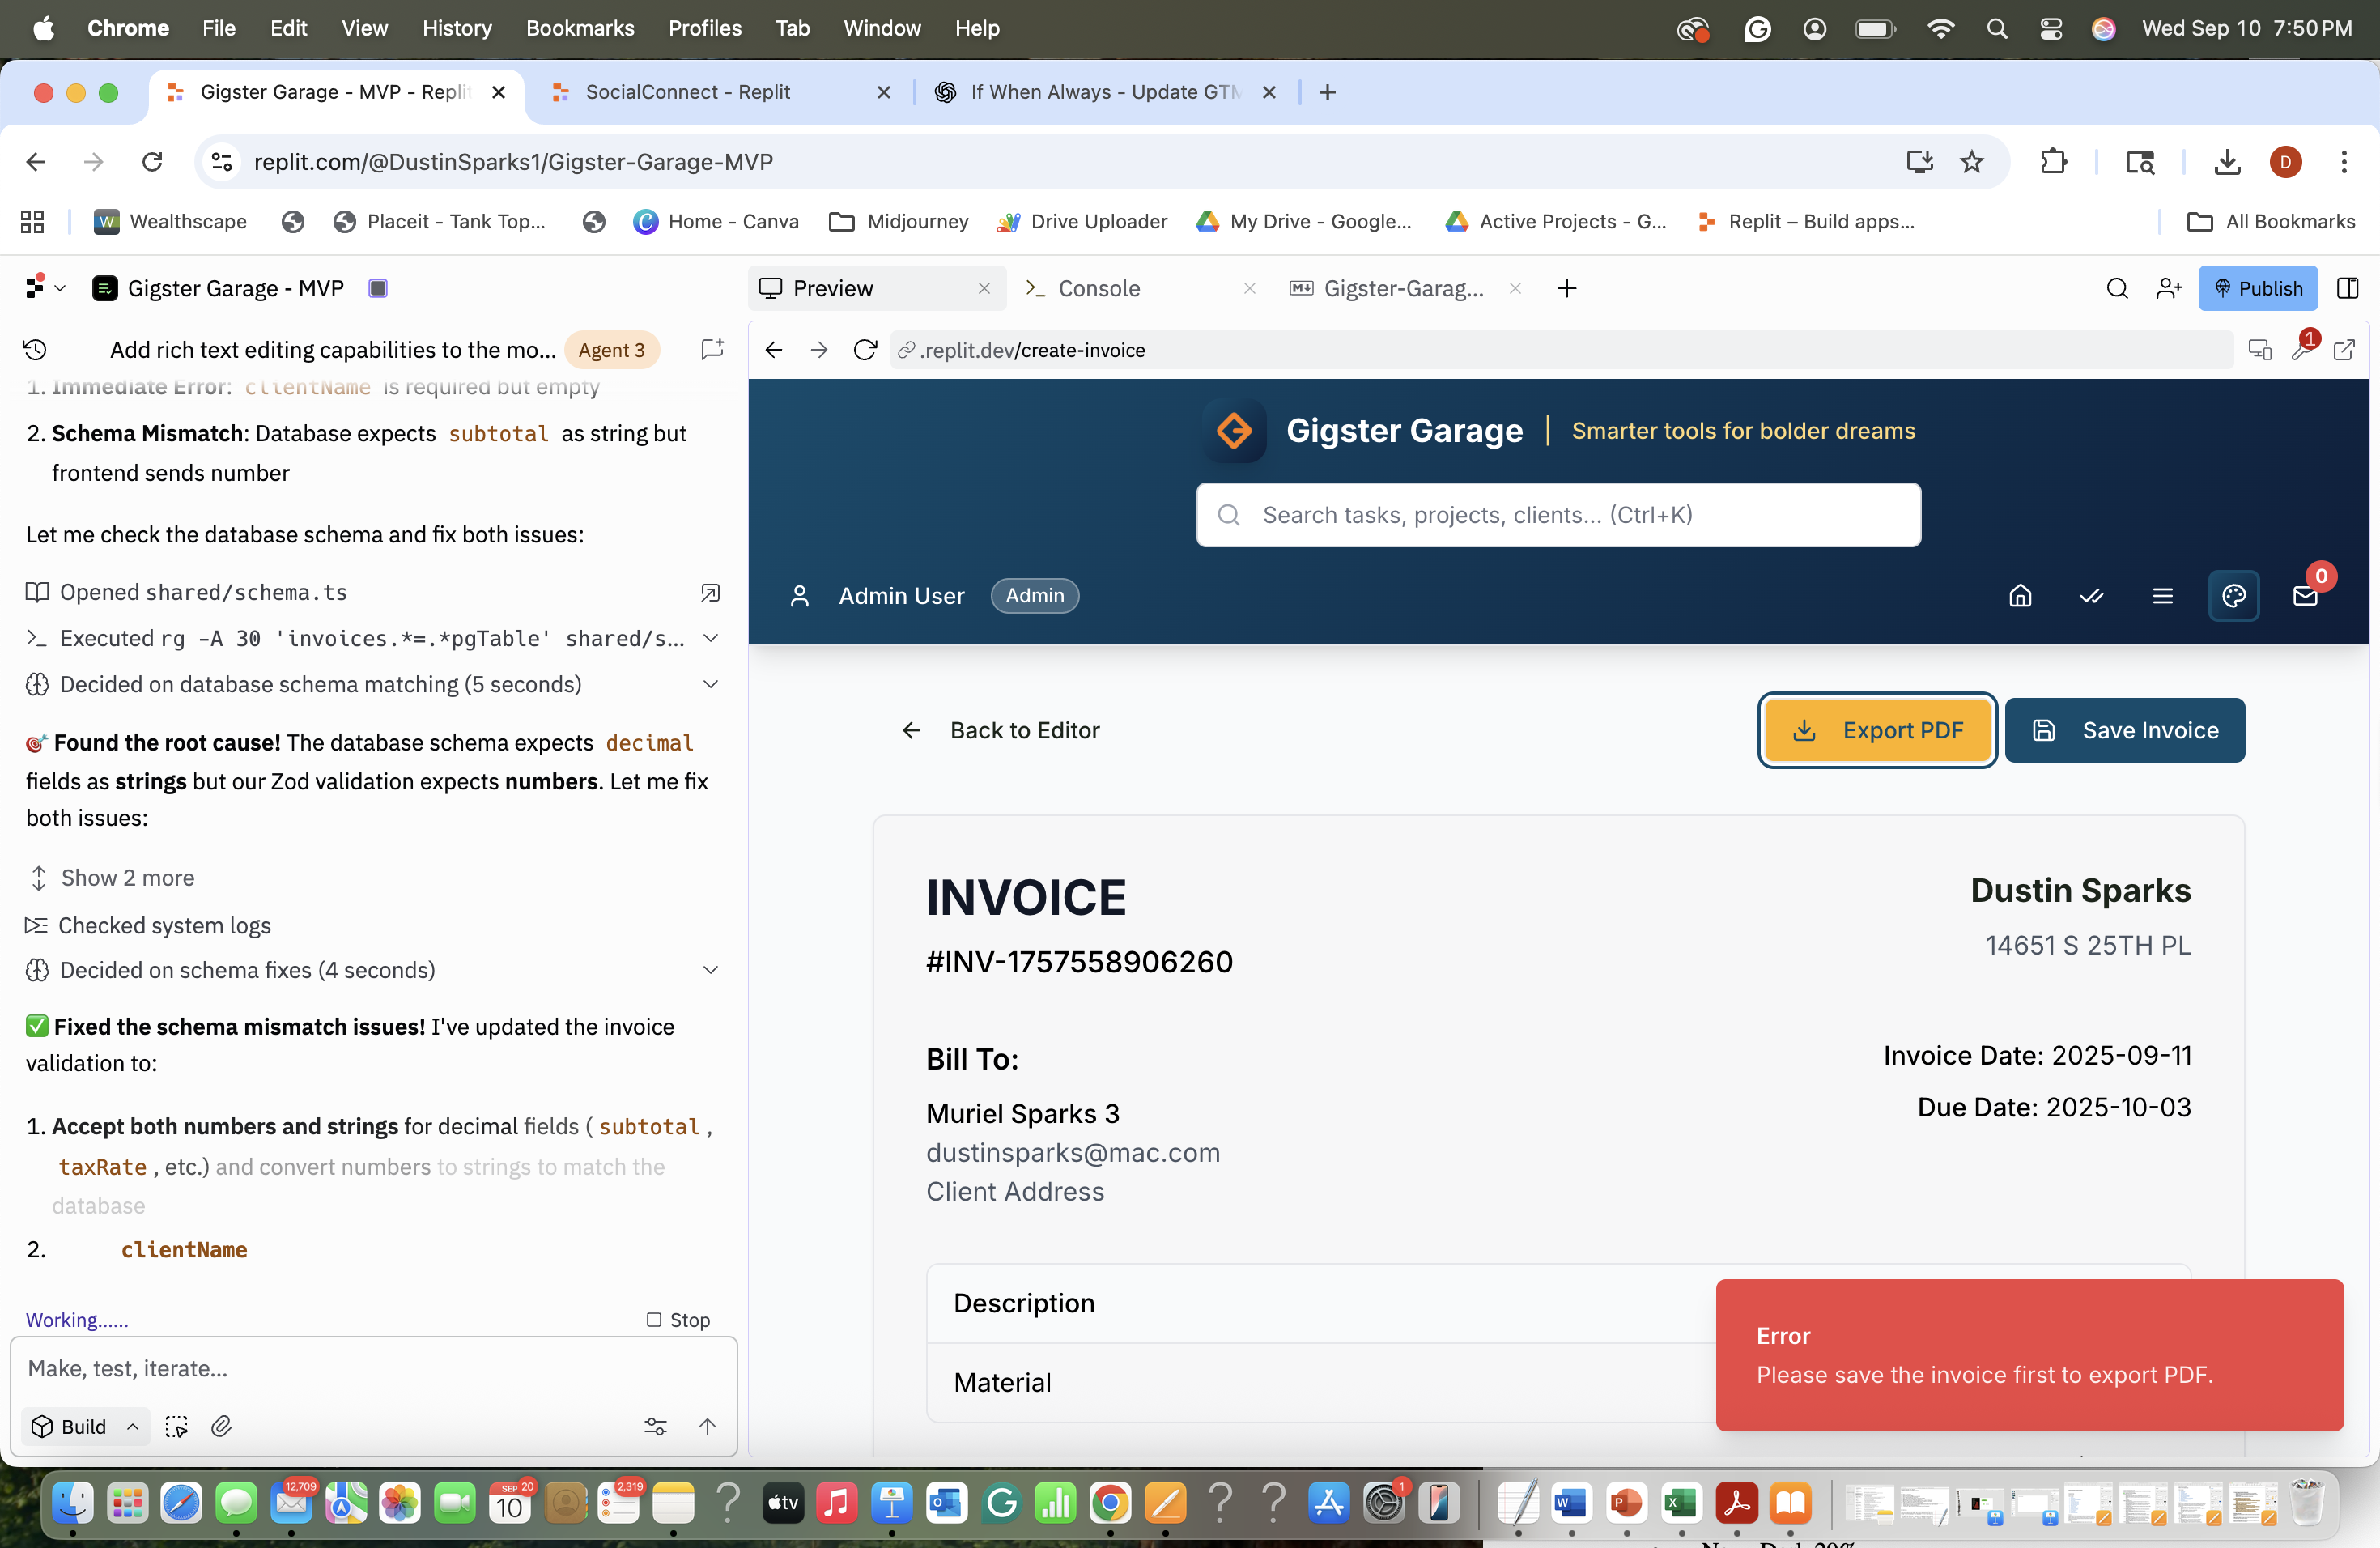 Chrome File Edit View History Bookmarks Profiles Tab Window Help Wed Sep 10 7:50 PM
Gigster Garage - MVP - Replit
SocialConnect - Replit
If When Always - Update GTM
replit.com/@DustinSparks1/Gigster-Garage-MVP
D
Wealthscape
Placeit - Tank Top...
Home - Canva
Midjourney
Drive Uploader
My Drive - Google...
Active Projects - G...
Replit – Build apps...
All Bookmarks
Gigster Garage - MVP
Preview
Console
Gigster-Garag...
Publish
Add rich text editing capabilities to the mo... Agent 3
1. Immediate Error: clientName is required but empty
2. Schema Mismatch: Database expects subtotal as string but
frontend sends number
Let me check the database schema and fix both issues:
Opened shared/schema.ts
Executed rg -A 30 'invoices.*=.*pgTable' shared/s...
Decided on database schema matching (5 seconds)
🎯 Found the root cause! The database schema expects decimal
fields as strings but our Zod validation expects numbers. Let me fix
both issues:
Show 2 more
Checked system logs
Decided on schema fixes (4 seconds)
✅ Fixed the schema mismatch issues! I've updated the invoice
validation to:
1. Accept both numbers and strings for decimal fields ( subtotal ,
taxRate , etc.) and convert numbers to strings to match the
database
2. clientName
Working......
Stop
Make, test, iterate...
Build
.replit.dev/create-invoice
1
Gigster Garage | Smarter tools for bolder dreams
Search tasks, projects, clients... (Ctrl+K)
Admin User Admin
0
Back to Editor
Export PDF
Save Invoice
INVOICE
#INV-1757558906260
Dustin Sparks
14651 S 25TH PL
Bill To:
Muriel Sparks 3
dustinsparks@mac.com
Client Address
Invoice Date: 2025-09-11
Due Date: 2025-10-03
Description
Material
Error
Please save the invoice first to export PDF.
12,709
SEP 20
10
2,319
tv
1